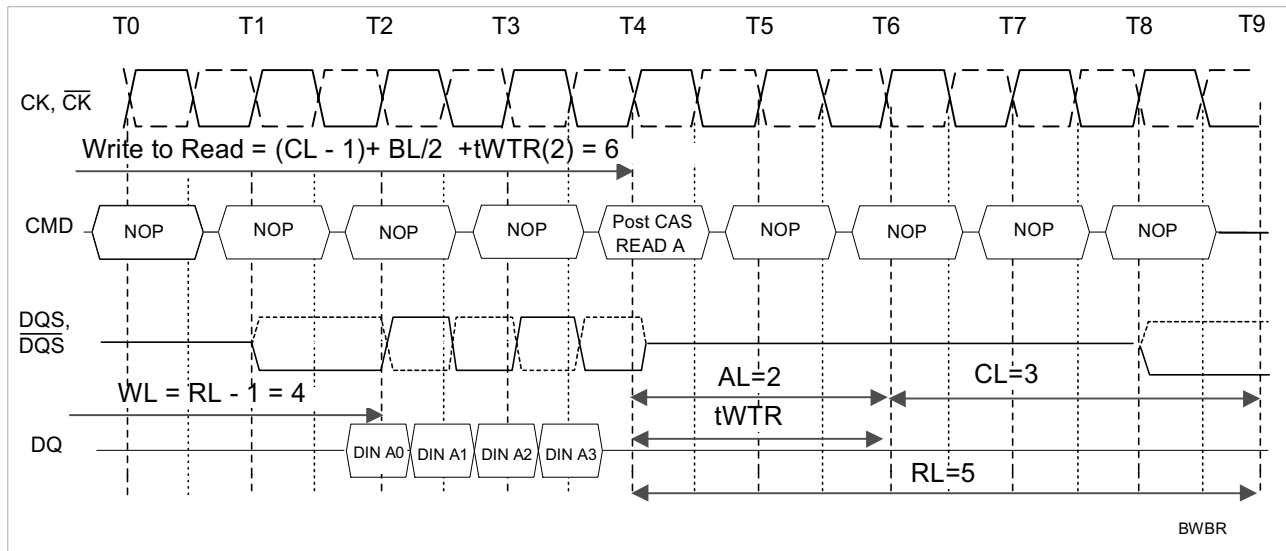 T0 T1 T2 T3 T4 T5 T6 T7 T8 T9
CK, CK
Write to Read = (CL - 1)+ BL/2 +tWTR(2) = 6
CMD NOP NOP NOP NOP Post CAS READ A NOP NOP NOP NOP
DQS,
DQS
AL=2 CL=3
WL = RL - 1 = 4
tWTR
DQ DIN A0 DIN A1 DIN A2 DIN A3
RL=5
BWBR